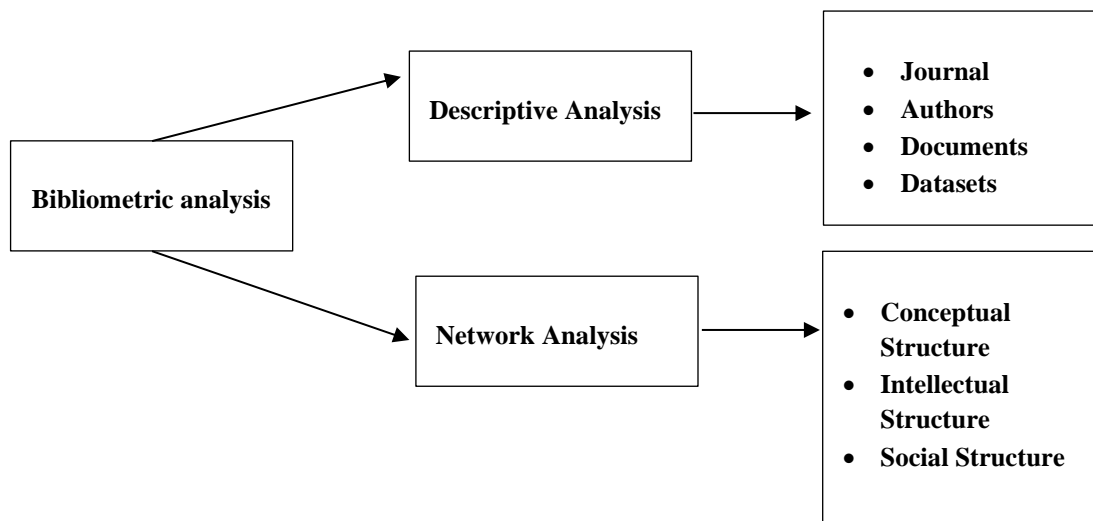 Bibliometric analysis
Descriptive Analysis
• Journal
• Authors
• Documents
• Datasets
Network Analysis
• Conceptual
Structure
• Intellectual
Structure
• Social Structure